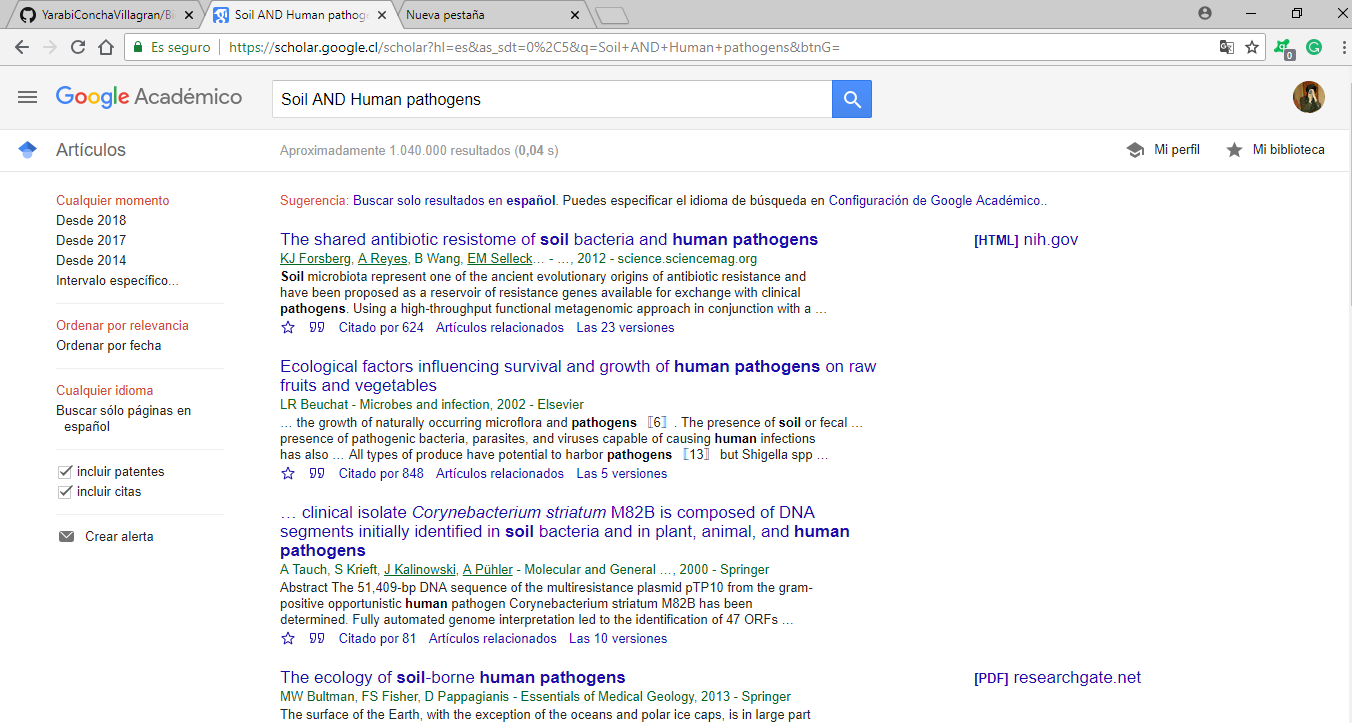 YarabiConchaVillagran/Bi
Soil AND Human pathoge
Nueva pestaña
Es seguro
https://scholar.google.cl/scholar?hl=es&as_sdt=0%2C5&q=Soil+AND+Human+pathogens&btnG=
0
Google Académico
Soil AND Human pathogens
Artículos
Aproximadamente 1.040.000 resultados (0,04 s)
Mi perfil
Mi biblioteca
Cualquier momento
Desde 2018
Desde 2017
Desde 2014
Intervalo específico...
Ordenar por relevancia
Ordenar por fecha
Cualquier idioma
Buscar sólo páginas en
español
incluir patentes
incluir citas
Crear alerta
Sugerencia: Buscar solo resultados en español. Puedes especificar el idioma de búsqueda en Configuración de Google Académico..
The shared antibiotic resistome of soil bacteria and human pathogens
[HTML] nih.gov
KJ Forsberg, A Reyes, B Wang, EM Selleck… - …, 2012 - science.sciencemag.org
Soil microbiota represent one of the ancient evolutionary origins of antibiotic resistance and
have been proposed as a reservoir of resistance genes available for exchange with clinical
pathogens. Using a high-throughput functional metagenomic approach in conjunction with a …
Citado por 624 Artículos relacionados Las 23 versiones
Ecological factors influencing survival and growth of human pathogens on raw
fruits and vegetables
LR Beuchat - Microbes and infection, 2002 - Elsevier
… the growth of naturally occurring microflora and pathogens 〚6〛. The presence of soil or fecal …
presence of pathogenic bacteria, parasites, and viruses capable of causing human infections
has also … All types of produce have potential to harbor pathogens 〚13〛 but Shigella spp …
Citado por 848 Artículos relacionados Las 5 versiones
… clinical isolate Corynebacterium striatum M82B is composed of DNA
segments initially identified in soil bacteria and in plant, animal, and human
pathogens
A Tauch, S Krieft, J Kalinowski, A Pühler - Molecular and General …, 2000 - Springer
Abstract The 51,409-bp DNA sequence of the multiresistance plasmid pTP10 from the gram-
positive opportunistic human pathogen Corynebacterium striatum M82B has been
determined. Fully automated genome interpretation led to the identification of 47 ORFs …
Citado por 81 Artículos relacionados Las 10 versiones
The ecology of soil-borne human pathogens
[PDF] researchgate.net
MW Bultman, FS Fisher, D Pappagianis - Essentials of Medical Geology, 2013 - Springer
The surface of the Earth, with the exception of the oceans and polar ice caps, is in large part